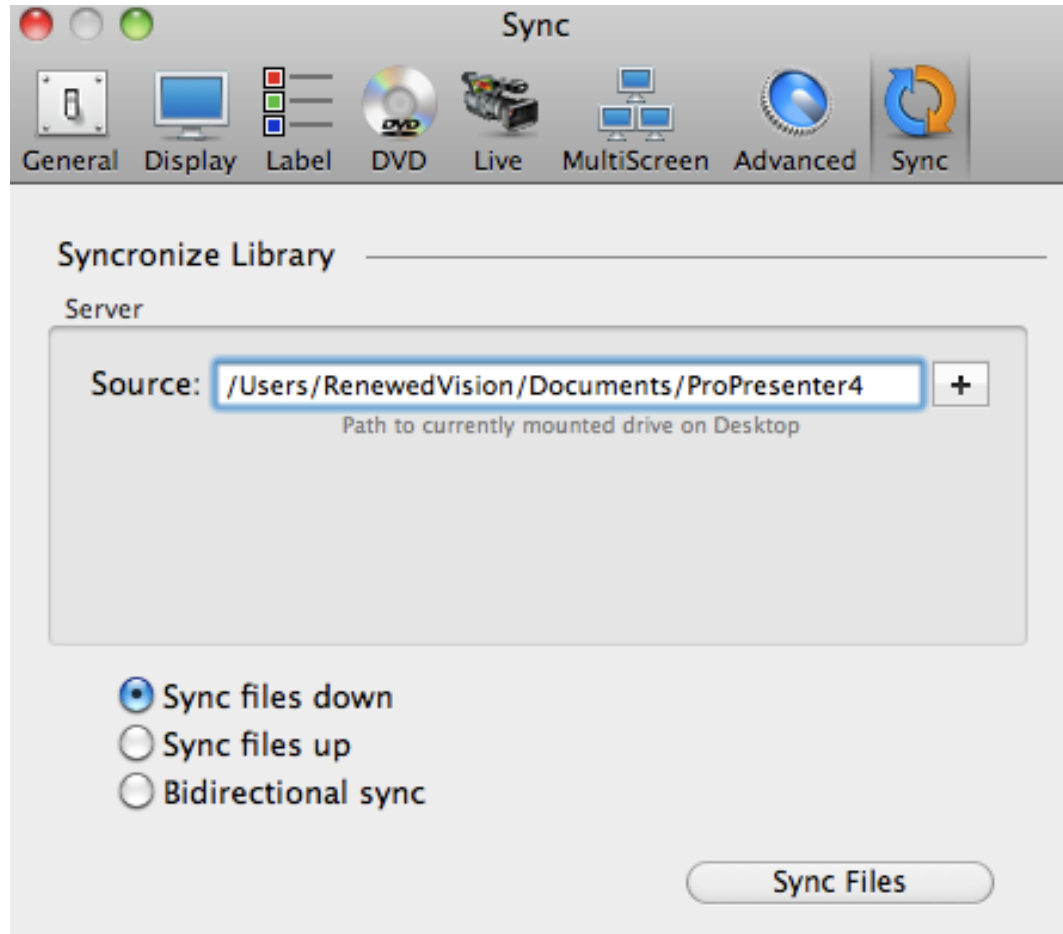 Sync
General Display Label DVD Live MultiScreen Advanced Sync
Syncronize Library
Server
Source: /Users/RenewedVision/Documents/ProPresenter4 +
Path to currently mounted drive on Desktop
Sync files down
Sync files up
Bidirectional sync
Sync Files